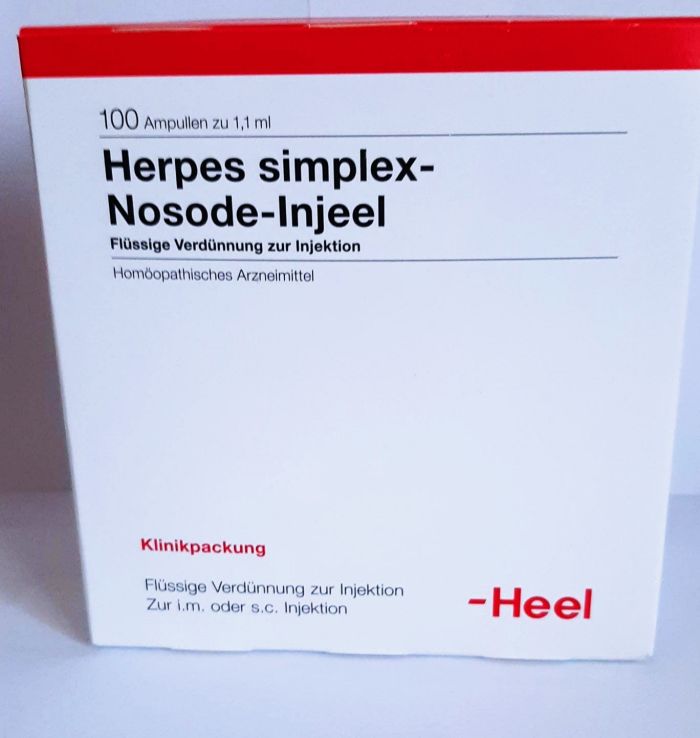 100 Ampullen zu 1,1 ml
Herpes simplex-
Nosode-Injeel
Flüssige Verdünnung zur Injektion
Homöopathisches Arzneimittel
Klinikpackung
Flüssige Verdünnung zur Injektion
Zur i.m. oder s.c. Injektion
-Heel